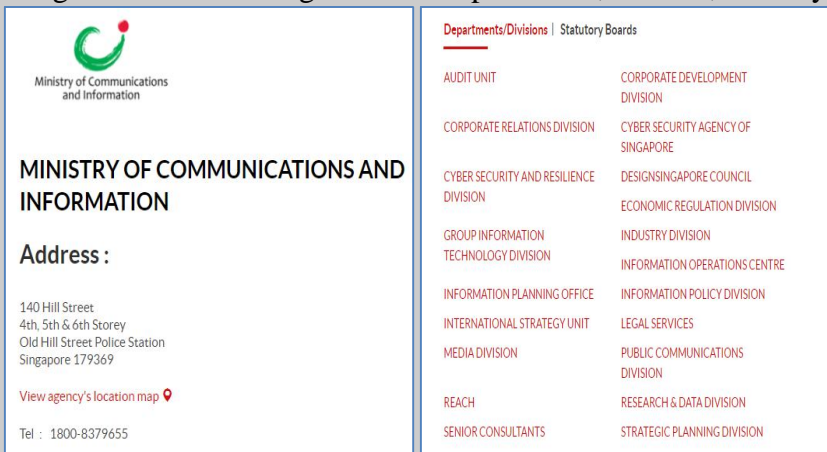 Ministry of Communications
and Information
MINISTRY OF COMMUNICATIONS AND
INFORMATION
Address :
140 Hill Street
4th, 5th & 6th Storey
Old Hill Street Police Station
Singapore 179369
View agency's location map
Tel : 1800-8379655
Departments/Divisions | Statutory Boards
AUDIT UNIT
CORPORATE RELATIONS DIVISION
CYBER SECURITY AND RESILIENCE
DIVISION
GROUP INFORMATION
TECHNOLOGY DIVISION
INFORMATION PLANNING OFFICE
INTERNATIONAL STRATEGY UNIT
MEDIA DIVISION
REACH
SENIOR CONSULTANTS
CORPORATE DEVELOPMENT
DIVISION
CYBER SECURITY AGENCY OF
SINGAPORE
DESIGNSINGAPORE COUNCIL
ECONOMIC REGULATION DIVISION
INDUSTRY DIVISION
INFORMATION OPERATIONS CENTRE
INFORMATION POLICY DIVISION
LEGAL SERVICES
PUBLIC COMMUNICATIONS
DIVISION
RESEARCH & DATA DIVISION
STRATEGIC PLANNING DIVISION